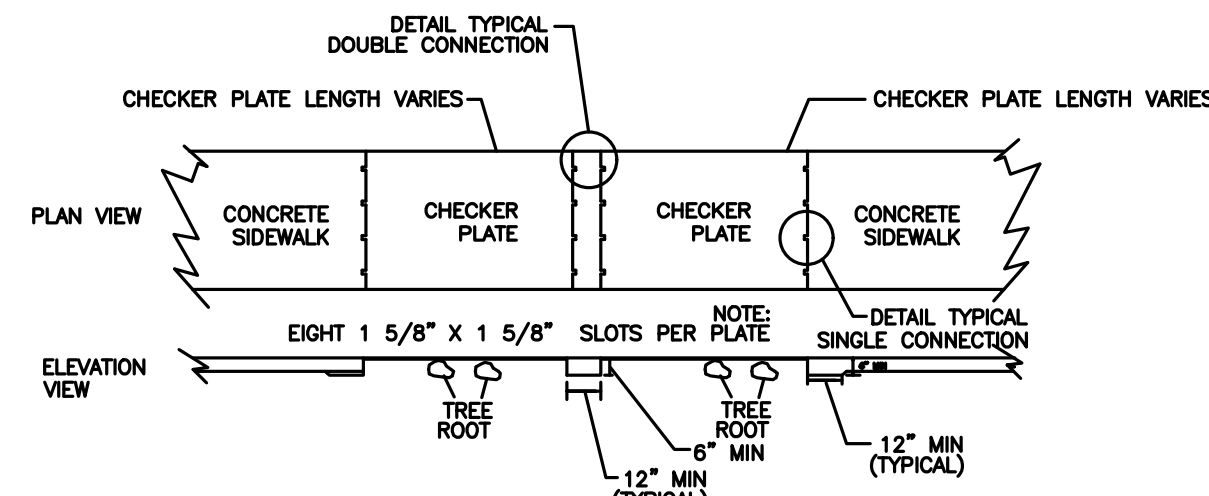 DETAIL TYPICAL
DOUBLE CONNECTION
CHECKER PLATE LENGTH VARIES
CHECKER PLATE LENGTH VARIES
PLAN VIEW
CONCRETE
SIDEWALK
CHECKER
PLATE
CHECKER
PLATE
CONCRETE
SIDEWALK
NOTE:
EIGHT 1 5/8" X 1 5/8" SLOTS PER PLATE
DETAIL TYPICAL
SINGLE CONNECTION
ELEVATION
VIEW
6" MIN
TREE
ROOT
TREE
ROOT
6" MIN
12" MIN
(TYPICAL)
12" MIN
(TYPICAL)